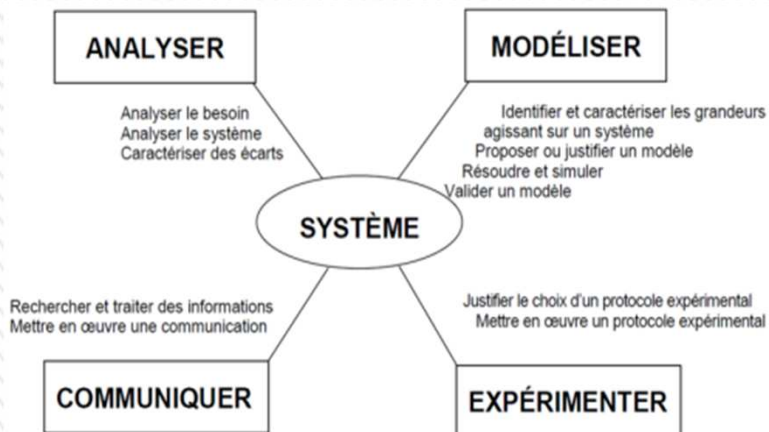 ANALYSER
MODÉLISER
Analyser le besoin
Analyser le système
Caractériser des écarts
Identifier et caractériser les grandeurs
agissant sur un système
Proposer ou justifier un modèle
Résoudre et simuler
Valider un modèle
SYSTÈME
Rechercher et traiter des informations
Mettre en œuvre une communication
Justifier le choix d'un protocole expérimental
Mettre en œuvre un protocole expérimental
COMMUNIQUER
EXPÉRIMENTER